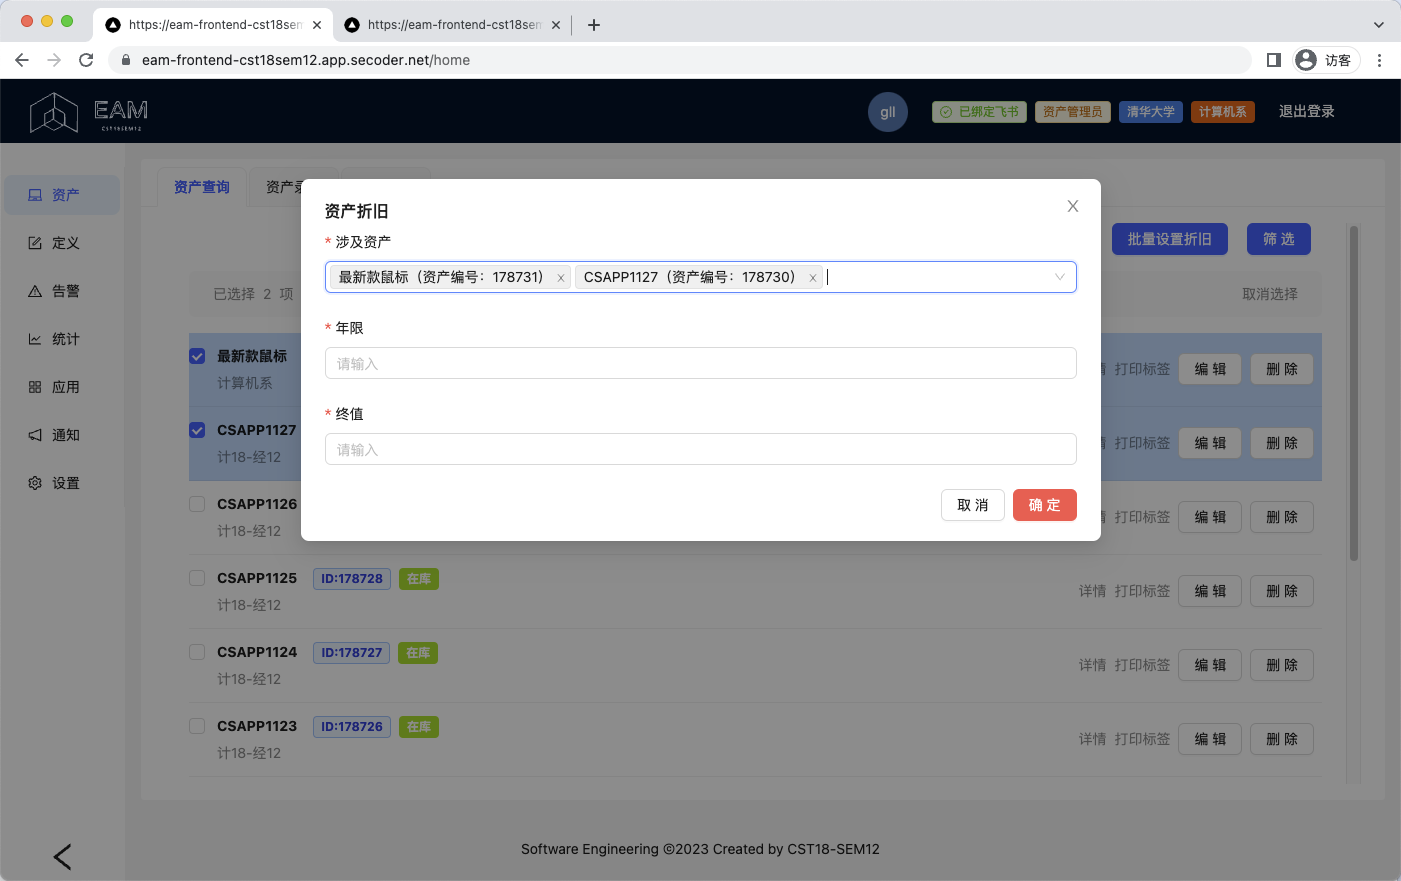 https://eam-frontend-cst18sem
https://eam-frontend-cst18sem
eam-frontend-cst18sem12.app.secoder.net/home
访客
EAM
CST18SEM12
gll
已绑定飞书
资产管理员
清华大学
计算机系
退出登录
资产
定义
告警
统计
应用
通知
设置
资产查询
资产录
批量设置折旧
筛 选
已选择 2 项
取消选择
资产折旧
* 涉及资产
最新款鼠标（资产编号：178731）
CSAPP1127（资产编号：178730）
* 年限
请输入
* 终值
请输入
取 消
确 定
最新款鼠标
计算机系
情 打印标签 编 辑 删 除
CSAPP1127
计18-经12
情 打印标签 编 辑 删 除
CSAPP1126
计18-经12
情 打印标签 编 辑 删 除
CSAPP1125 ID:178728 在库
计18-经12
详情 打印标签 编 辑 删 除
CSAPP1124 ID:178727 在库
计18-经12
详情 打印标签 编 辑 删 除
CSAPP1123 ID:178726 在库
计18-经12
详情 打印标签 编 辑 删 除
Software Engineering ©2023 Created by CST18-SEM12